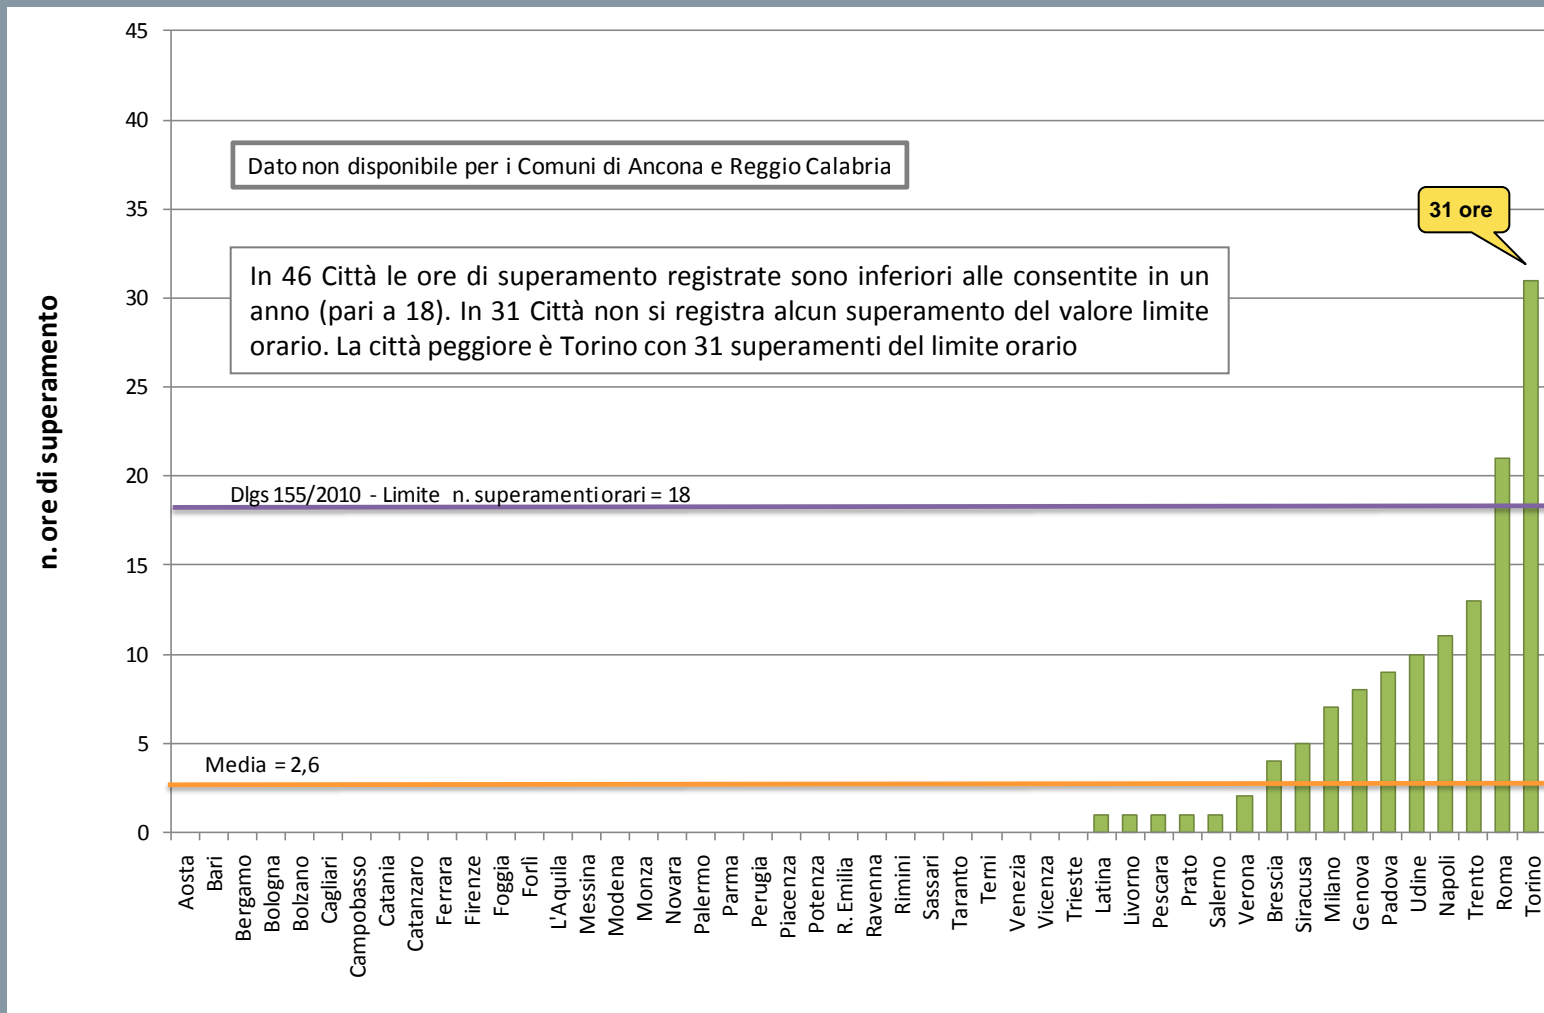 45
40
35
30
25
20
15
10
5
0
n. ore di superamento
Dato non disponibile per i Comuni di Ancona e Reggio Calabria
31 ore
In 46 Città le ore di superamento registrate sono inferiori alle consentite in un
anno (pari a 18). In 31 Città non si registra alcun superamento del valore limite
orario. La città peggiore è Torino con 31 superamenti del limite orario
Dlgs 155/2010 - Limite n. superamenti orari = 18
Media = 2,6
Aosta
Bari
Bergamo
Bologna
Bolzano
Cagliari
Campobasso
Catania
Catanzaro
Ferrara
Firenze
Foggia
Forlì
L'Aquila
Messina
Modena
Monza
Novara
Palermo
Parma
Perugia
Piacenza
Potenza
R. Emilia
Ravenna
Rimini
Sassari
Taranto
Terni
Venezia
Vicenza
Trieste
Latina
Livorno
Pescara
Prato
Salerno
Verona
Brescia
Siracusa
Milano
Genova
Padova
Udine
Napoli
Trento
Roma
Torino